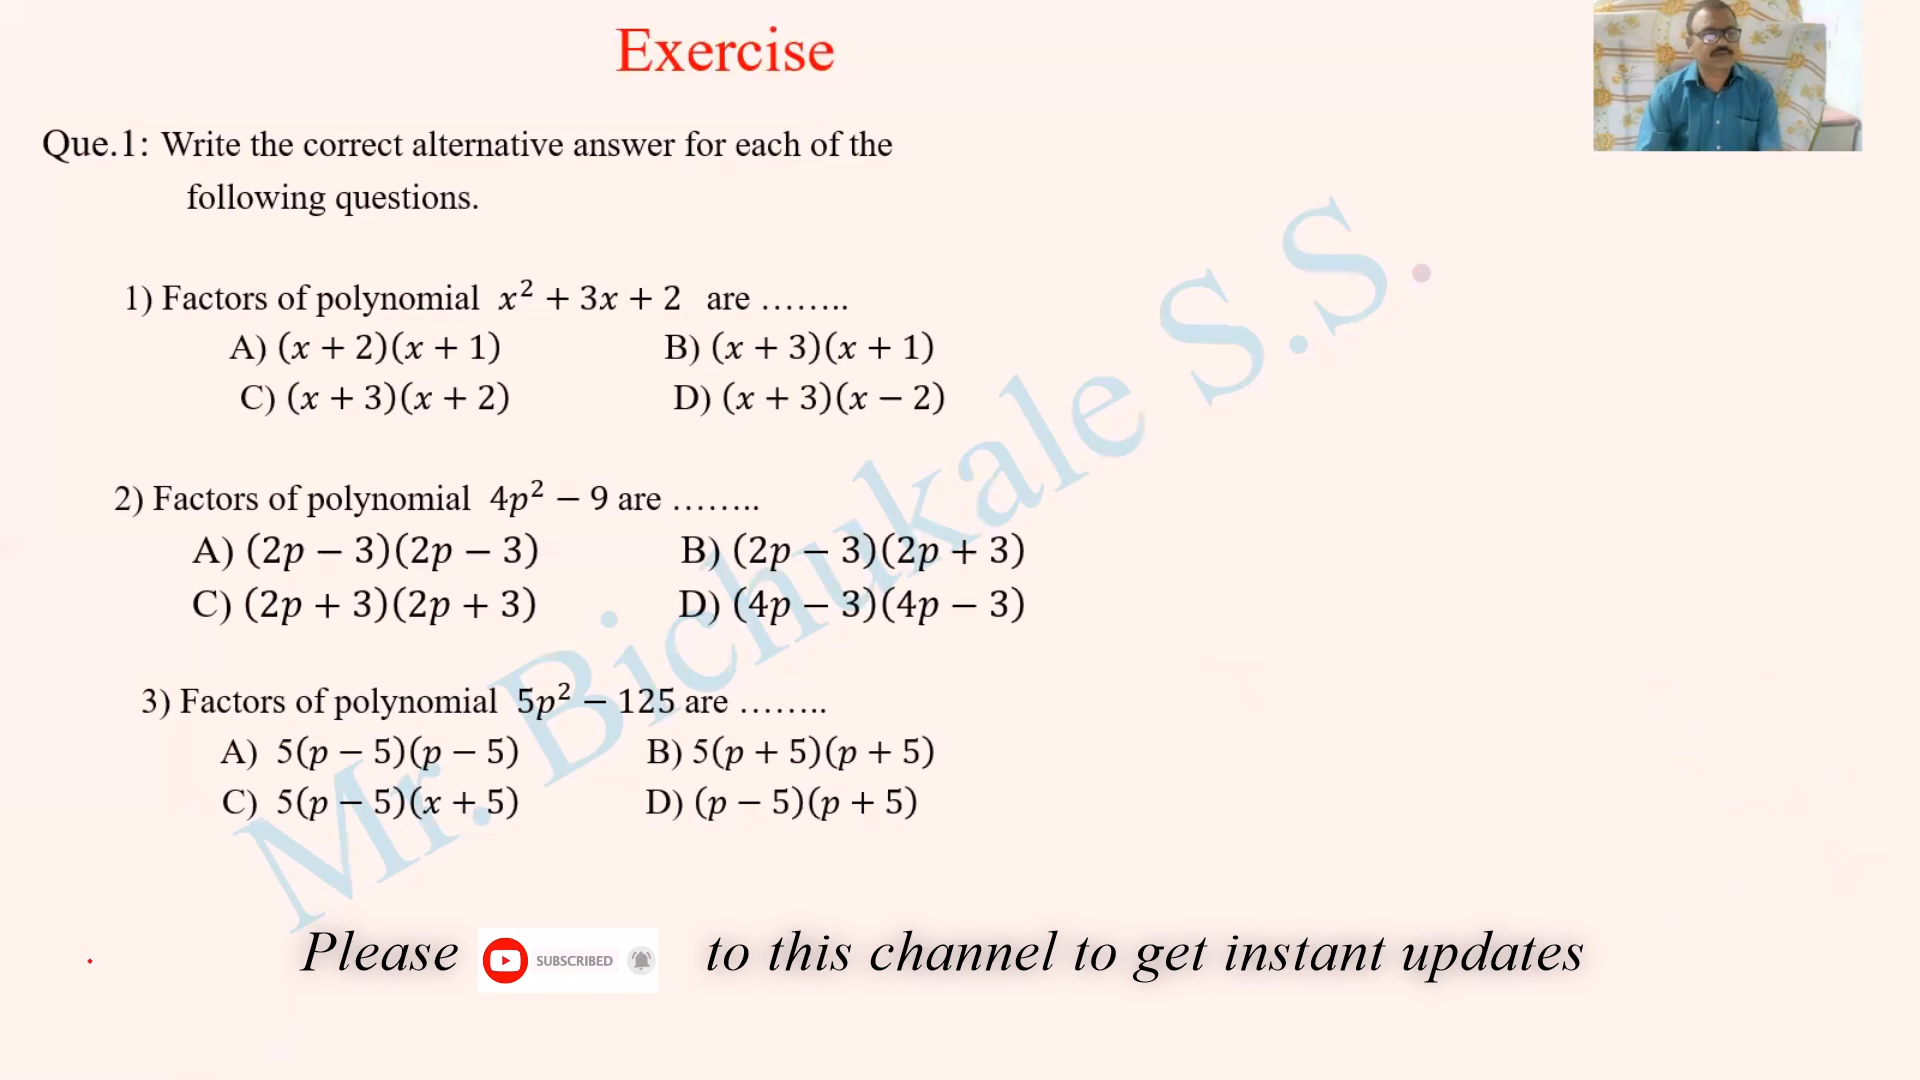 Exercise
Que.1: Write the correct alternative answer for each of the
following questions.
1) Factors of polynomial x² + 3x + 2 are ........
A) (x + 2)(x + 1) B) (x + 3)(x + 1)
C) (x + 3)(x + 2) D) (x + 3)(x − 2)
2) Factors of polynomial 4p² − 9 are ........
A) (2p − 3)(2p − 3) B) (2p − 3)(2p + 3)
C) (2p + 3)(2p + 3) D) (4p − 3)(4p − 3)
3) Factors of polynomial 5p² − 125 are ........
A) 5(p − 5)(p − 5) B) 5(p + 5)(p + 5)
C) 5(p − 5)(x + 5) D) (p − 5)(p + 5)
Mr. Bichukale S.S.
Please SUBSCRIBED to this channel to get instant updates